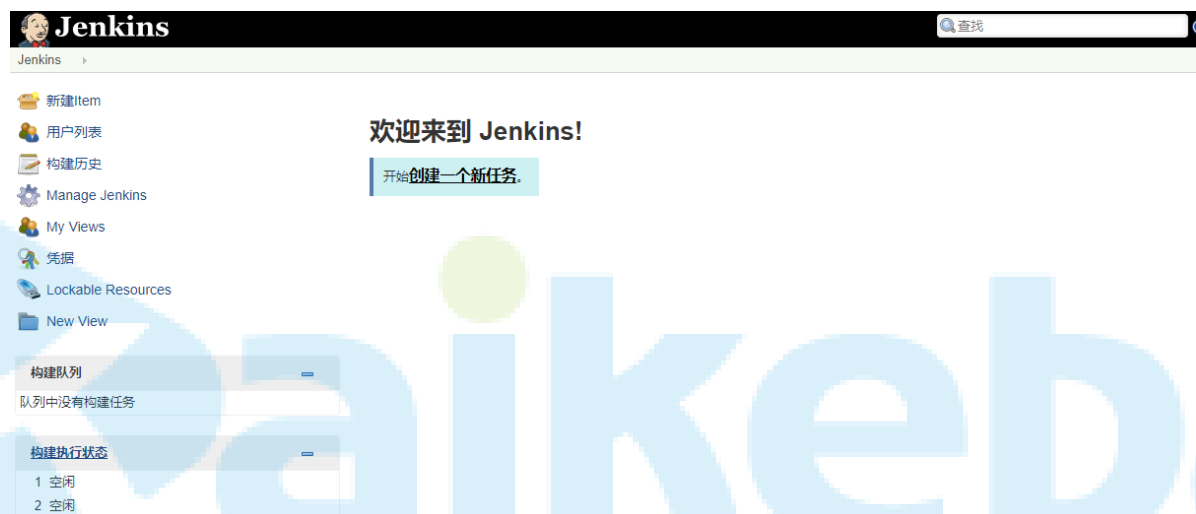 Jenkins
查找
Jenkins
新建Item
用户列表
构建历史
Manage Jenkins
My Views
凭据
Lockable Resources
New View
欢迎来到 Jenkins!
开始创建一个新任务。
构建队列
队列中没有构建任务
构建执行状态
1 空闲
2 空闲
aikeb